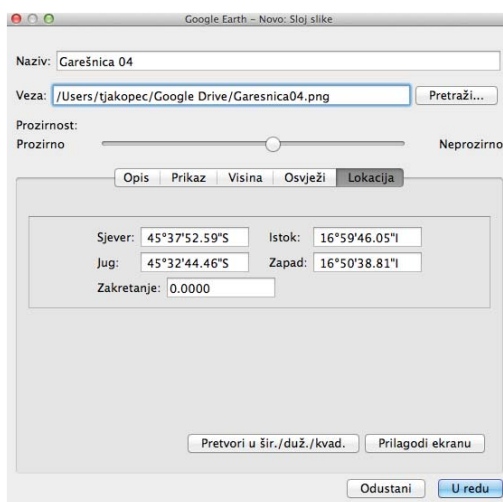 Google Earth – Novo: Sloj slike
Naziv: Garešnica 04
Veza: /Users/tjakopec/Google Drive/Garesnica04.png Pretraži...
Prozirnost:
Prozirno Neprozirno
Opis Prikaz Visina Osvježi Lokacija
Sjever: 45°37'52.59"S Istok: 16°59'46.05"I
Jug: 45°32'44.46"S Zapad: 16°50'38.81"I
Zakretanje: 0.0000
Pretvori u šir./duž./kvad. Prilagodi ekranu
Odustani U redu